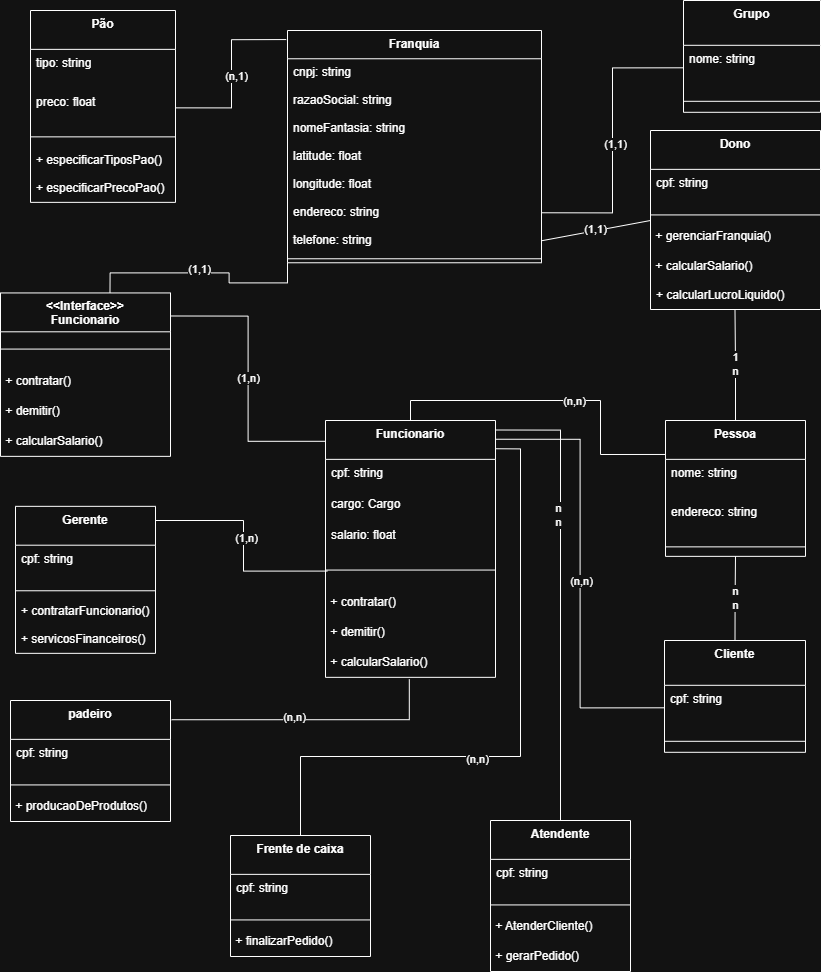 Pão
tipo: string
preco: float
+ especificarTiposPao()
+ especificarPrecoPao()
(n,1)
Franquia
cnpj: string
razaoSocial: string
nomeFantasia: string
latitude: float
longitude: float
endereco: string
telefone: string
Grupo
nome: string
(1,1)
Dono
cpf: string
+ gerenciarFranquia()
+ calcularSalario()
+ calcularLucroLiquido()
(1,1)
(1,1)
<<Interface>>
Funcionario
+ contratar()
+ demitir()
+ calcularSalario()
(1,n)
1
n
(n,n)
Funcionario
cpf: string
cargo: Cargo
salario: float
+ contratar()
+ demitir()
+ calcularSalario()
Pessoa
nome: string
endereco: string
Gerente
cpf: string
+ contratarFuncionario()
+ servicosFinanceiros()
(1,n)
n
n
(n,n)
n
n
Cliente
cpf: string
padeiro
cpf: string
+ producaoDeProdutos()
(n,n)
(n,n)
Frente de caixa
cpf: string
+ finalizarPedido()
Atendente
cpf: string
+ AtenderCliente()
+ gerarPedido()